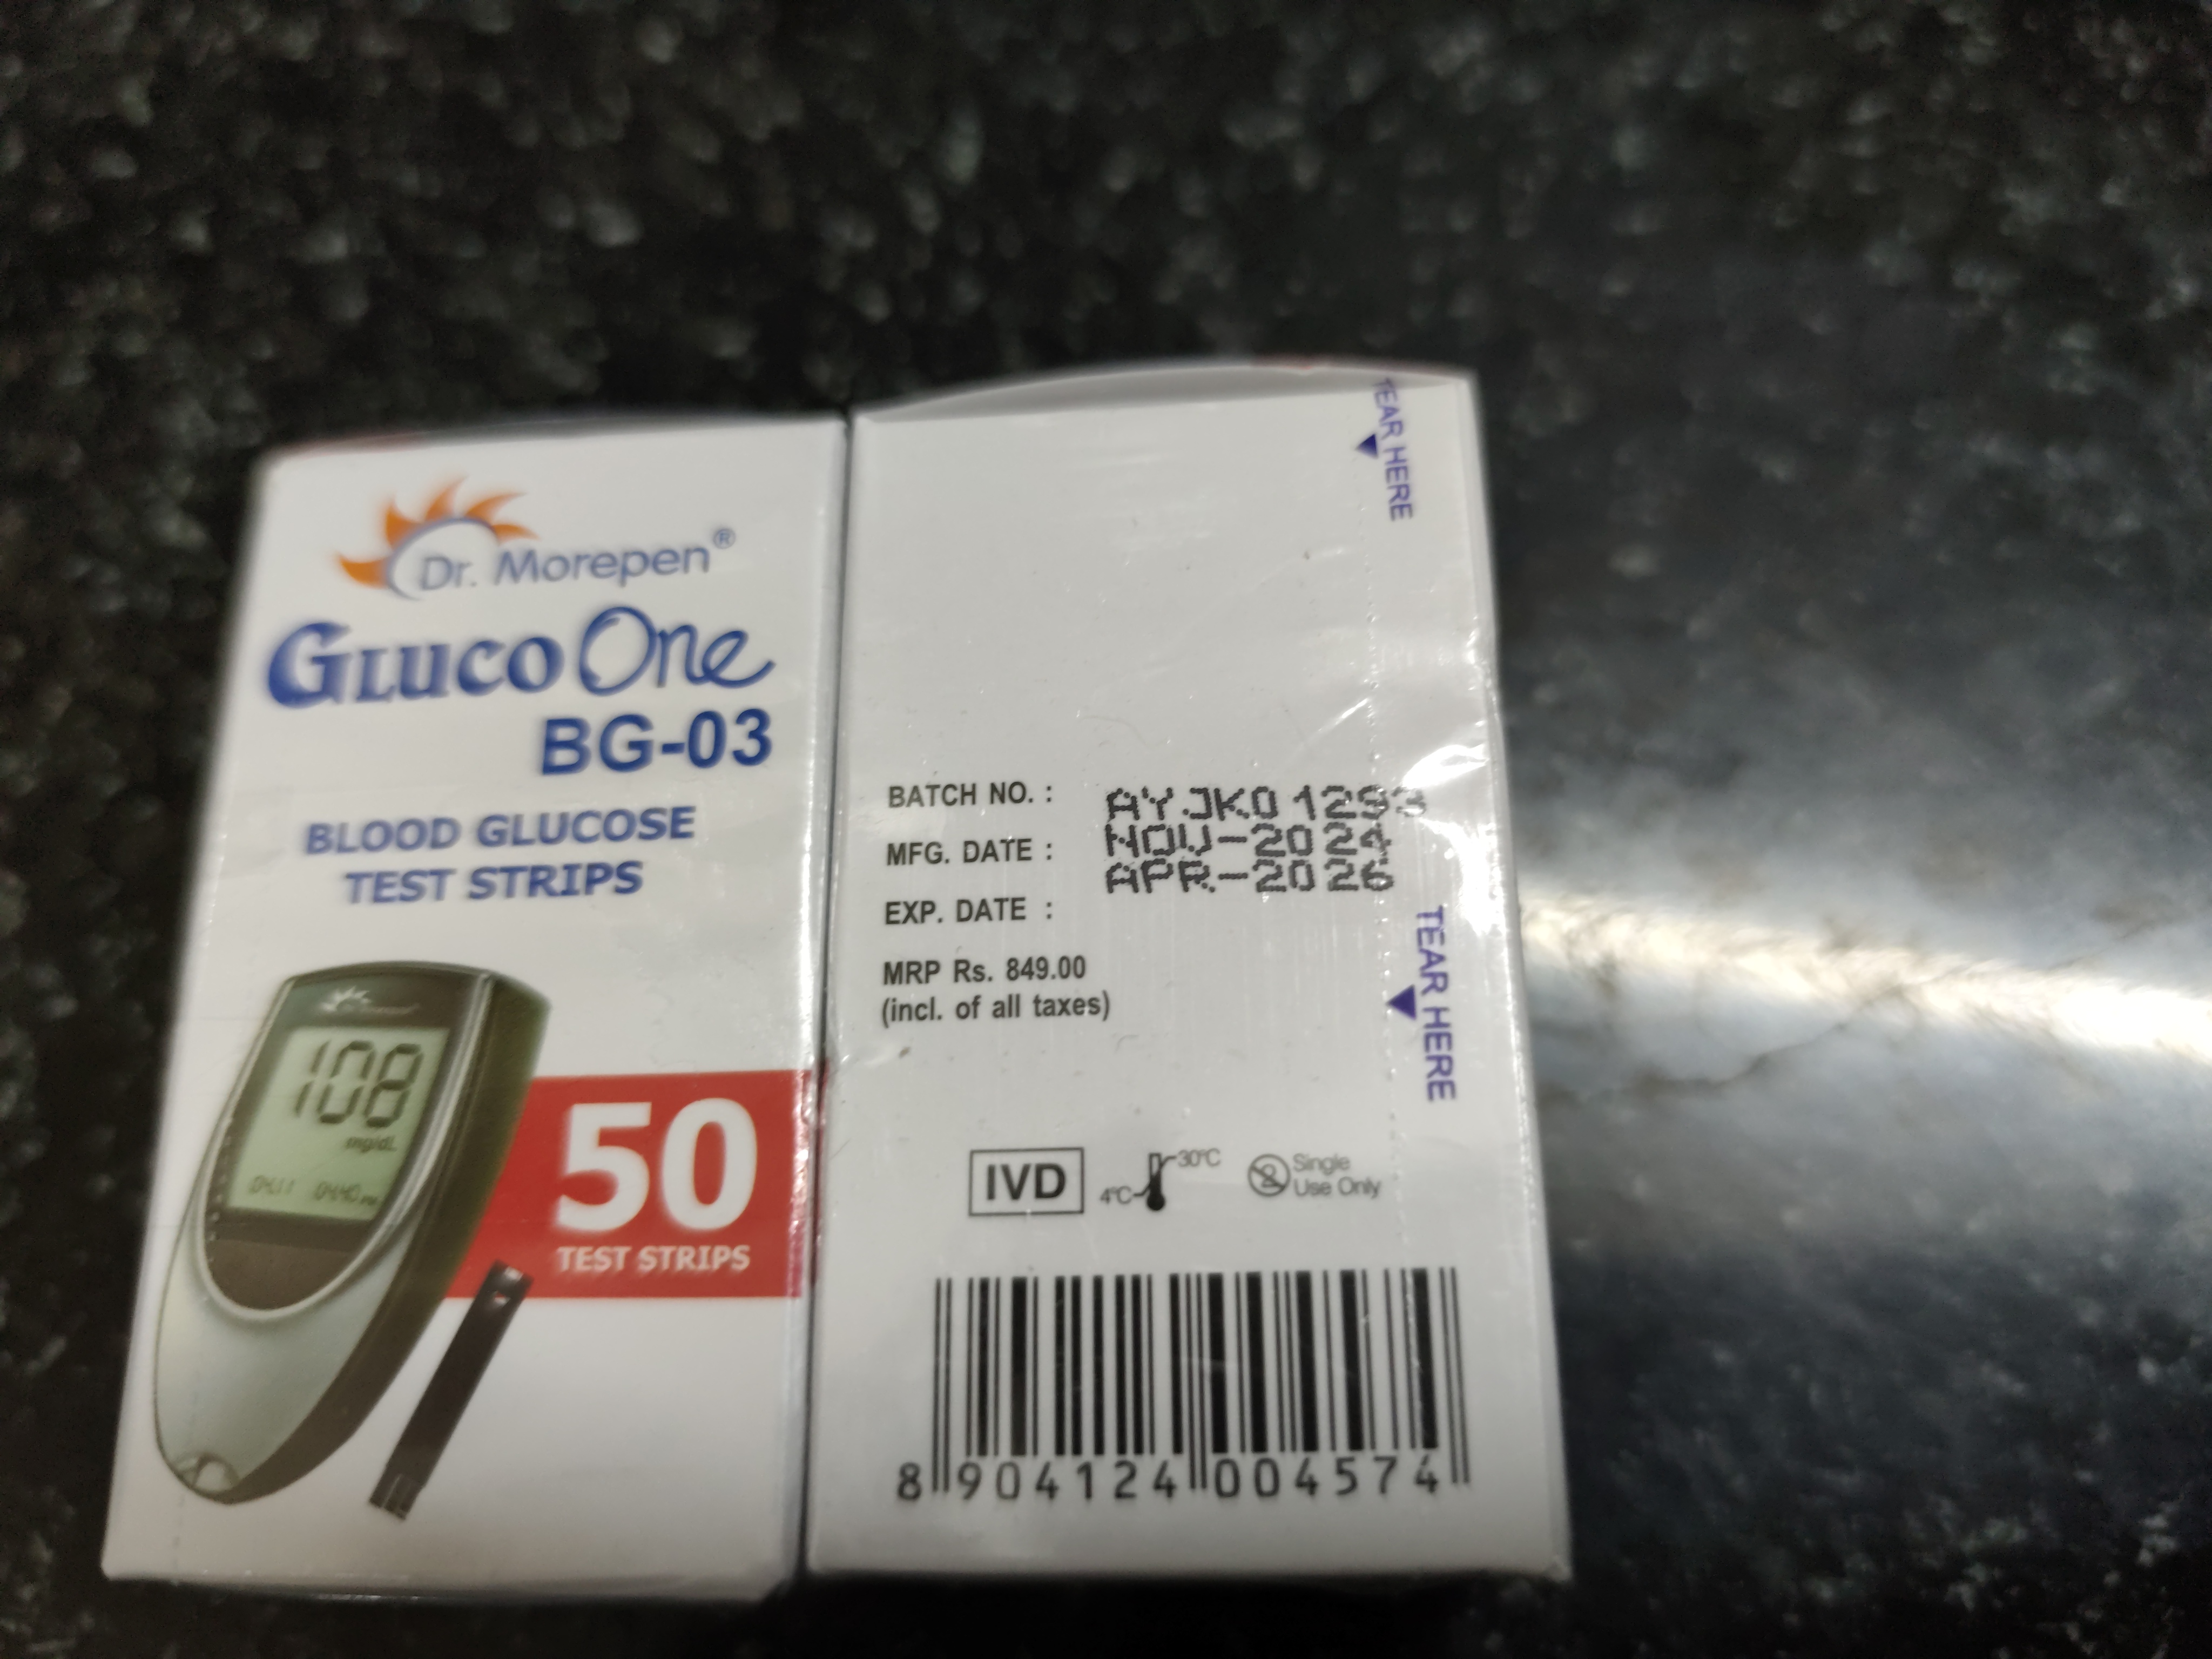 Dr. Morepen®
GLUCO One
BG-03
BLOOD GLUCOSE
TEST STRIPS
108
mg/dL
50
TEST STRIPS
TEAR HERE
BATCH NO. : AYJK0129
MFG. DATE : NOV-2024
EXP. DATE : APR-2026
MRP Rs. 849.00
(incl. of all taxes)
TEAR HERE
IVD
4°C
30°C
2
Single
Use Only
8 904124 004574